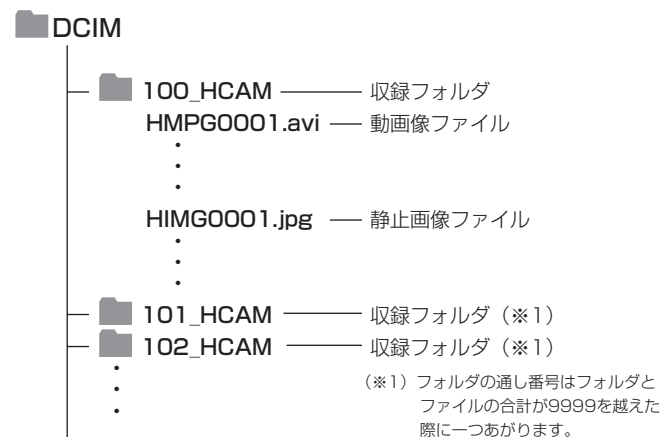 DCIM
100_HCAM 収録フォルダ
HMPG0001.avi 動画像ファイル
HIMG0001.jpg 静止画像ファイル
101_HCAM 収録フォルダ（※1）
102_HCAM 収録フォルダ（※1）
（※1）フォルダの通し番号はフォルダと
ファイルの合計が9999を越えた
際に一つあがります。